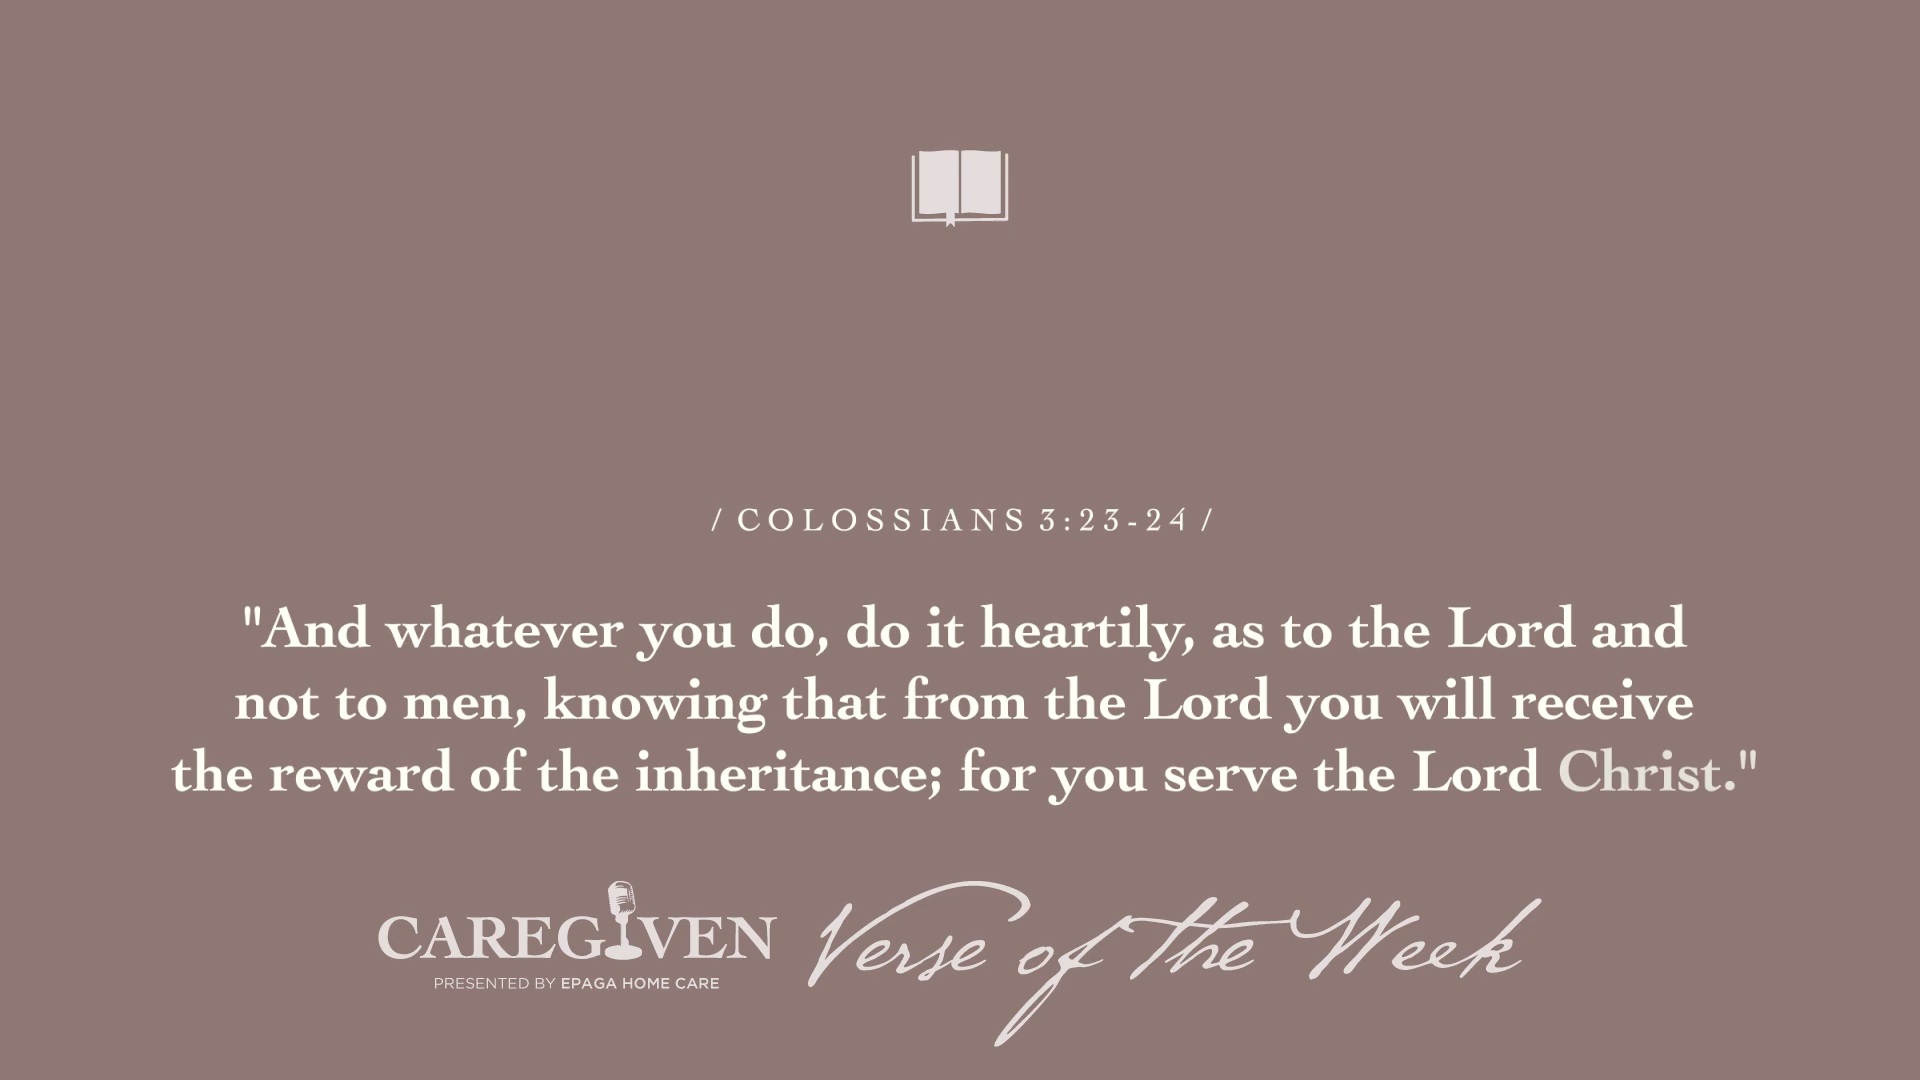 / COLOSSIANS 3:23-24 /
"And whatever you do, do it heartily, as to the Lord and
not to men, knowing that from the Lord you will receive
the reward of the inheritance; for you serve the Lord Christ."
CAREGIVEN
PRESENTED BY EPAGA HOME CARE
Verse of the Week